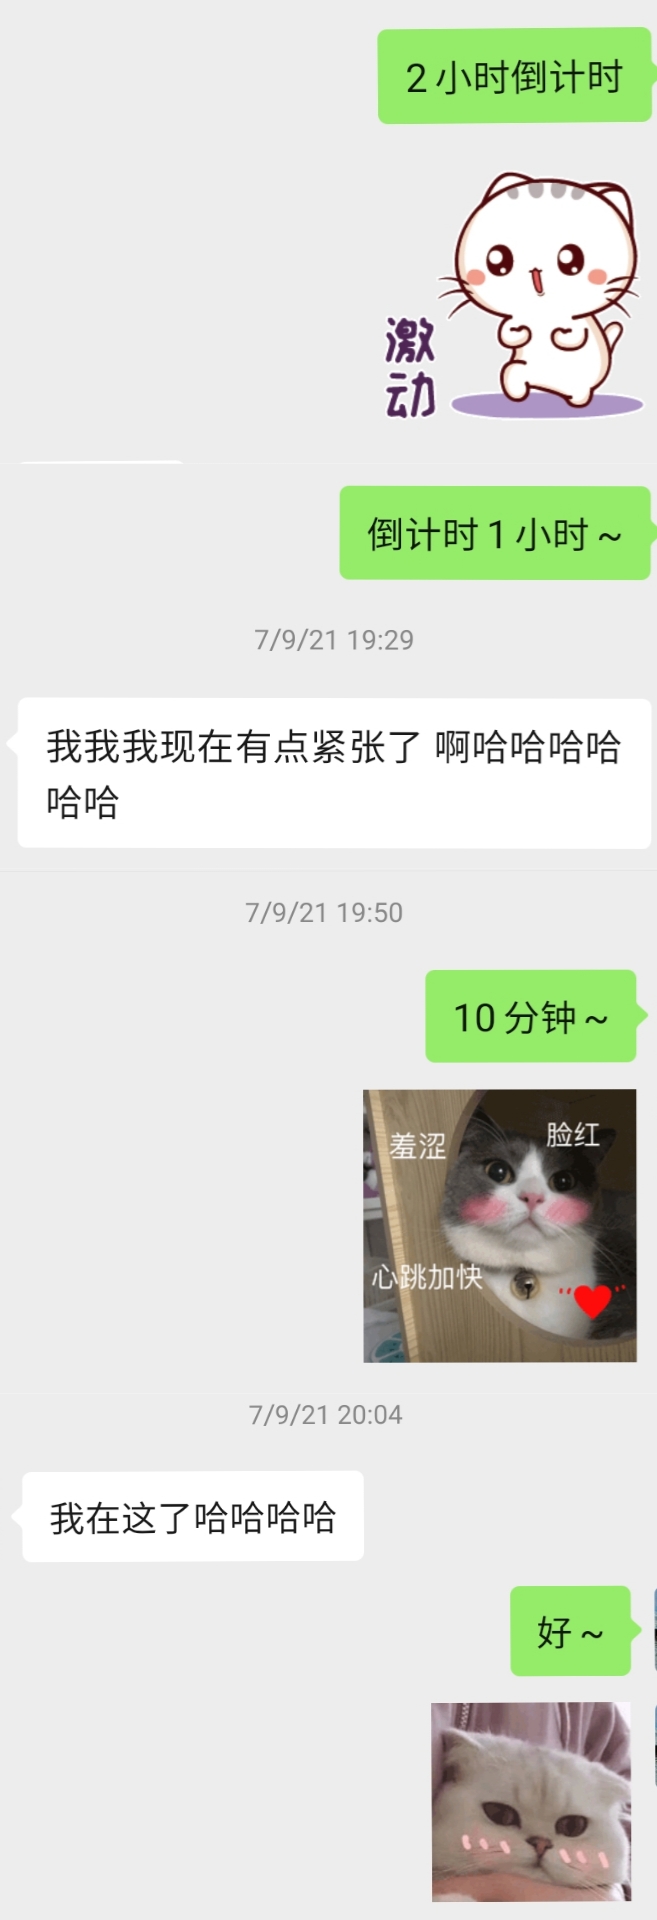 2小时倒计时
激
动
倒计时1小时~
7/9/21 19:29
我我我现在有点紧张了 啊哈哈哈哈
哈哈
7/9/21 19:50
10分钟~
羞涩 脸红
心跳加快
7/9/21 20:04
我在这了哈哈哈哈
好~